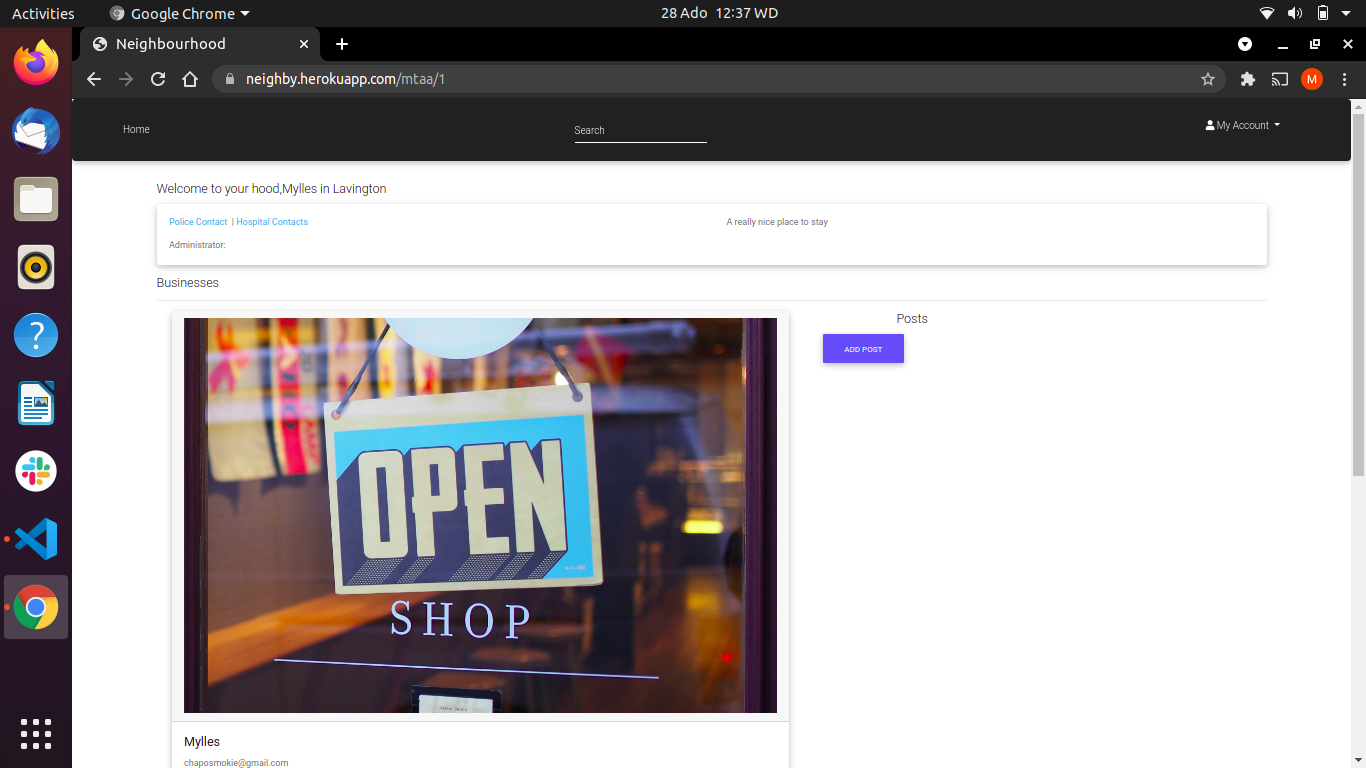 Activities
Google Chrome
28 Ado 12:37 WD
Neighbourhood
neighby.herokuapp.com/mtaa/1
M
Home
Search
My Account
Welcome to your hood,Mylles in Lavington
Police Contact | Hospital Contacts
A really nice place to stay
Administrator:
Businesses
Posts
ADD POST
OPEN
SHOP
Mylles
chaposmokie@gmail.com